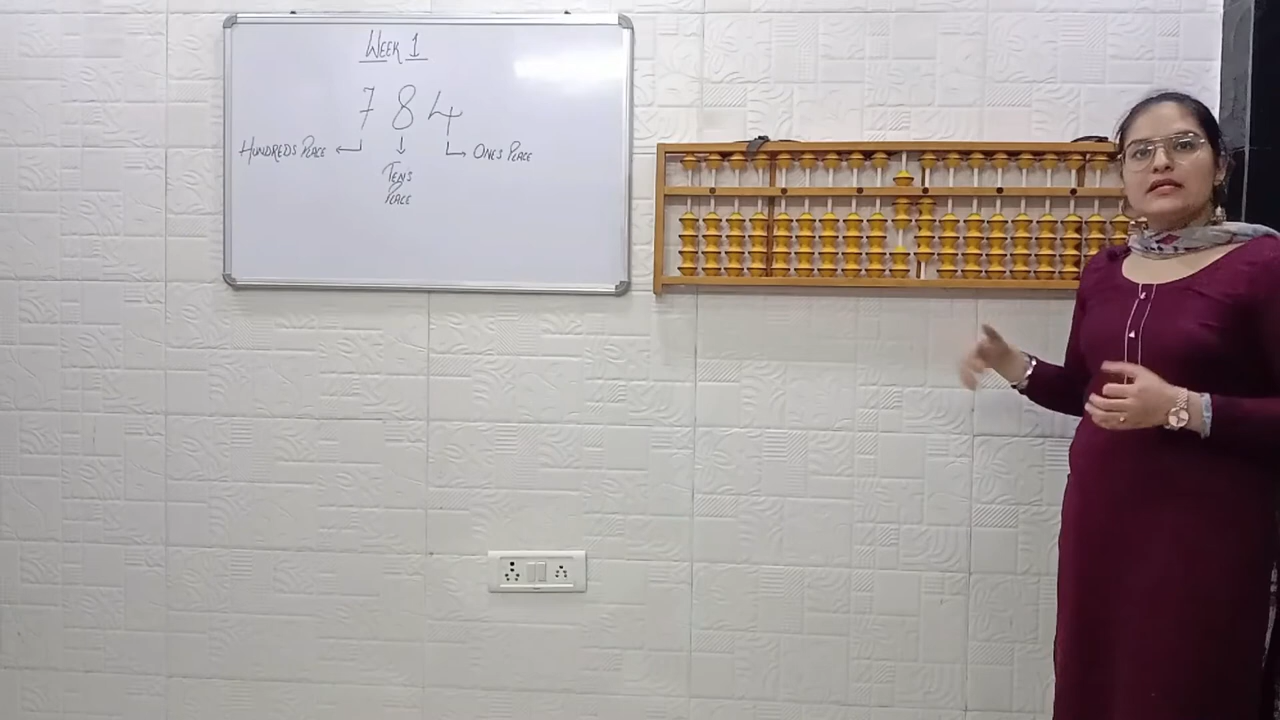 WEEK 1
7 8 4
HUNDREDS PLACE
ONES PLACE
TENS
PLACE